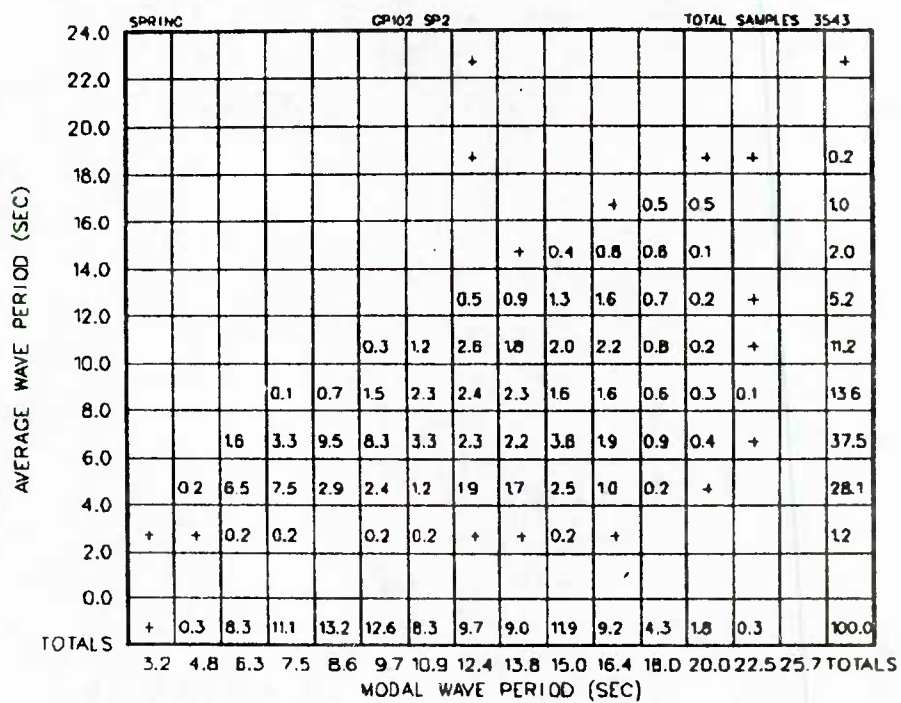 SPRING GP102 SP2 TOTAL SAMPLES 3543
24.0
+ +
22.0
20.0
+ + + 0.2
18.0
+ 0.5 0.5 1.0
16.0
+ 0.4 0.8 0.6 0.1 2.0
14.0
0.5 0.9 1.3 1.6 0.7 0.2 + 5.2
12.0
0.3 1.2 2.6 1.8 2.0 2.2 0.8 0.2 + 11.2
10.0
0.1 0.7 1.5 2.3 2.4 2.3 1.6 1.6 0.6 0.3 0.1 13.6
8.0
1.6 3.3 9.5 8.3 3.3 2.3 2.2 3.8 1.9 0.9 0.4 + 37.5
6.0
0.2 6.5 7.5 2.9 2.4 1.2 1.9 1.7 2.5 1.0 0.2 + 28.1
4.0
+ + 0.2 0.2 0.2 0.2 + + 0.2 + 1.2
2.0
0.0
+ 0.3 8.3 11.1 13.2 12.6 8.3 9.7 9.0 11.9 9.2 4.3 1.8 0.3 100.0
TOTALS
3.2 4.8 6.3 7.5 8.6 9.7 10.9 12.4 13.8 15.0 16.4 18.0 20.0 22.5 25.7 TOTALS
MODAL WAVE PERIOD (SEC)
AVERAGE WAVE PERIOD (SEC)